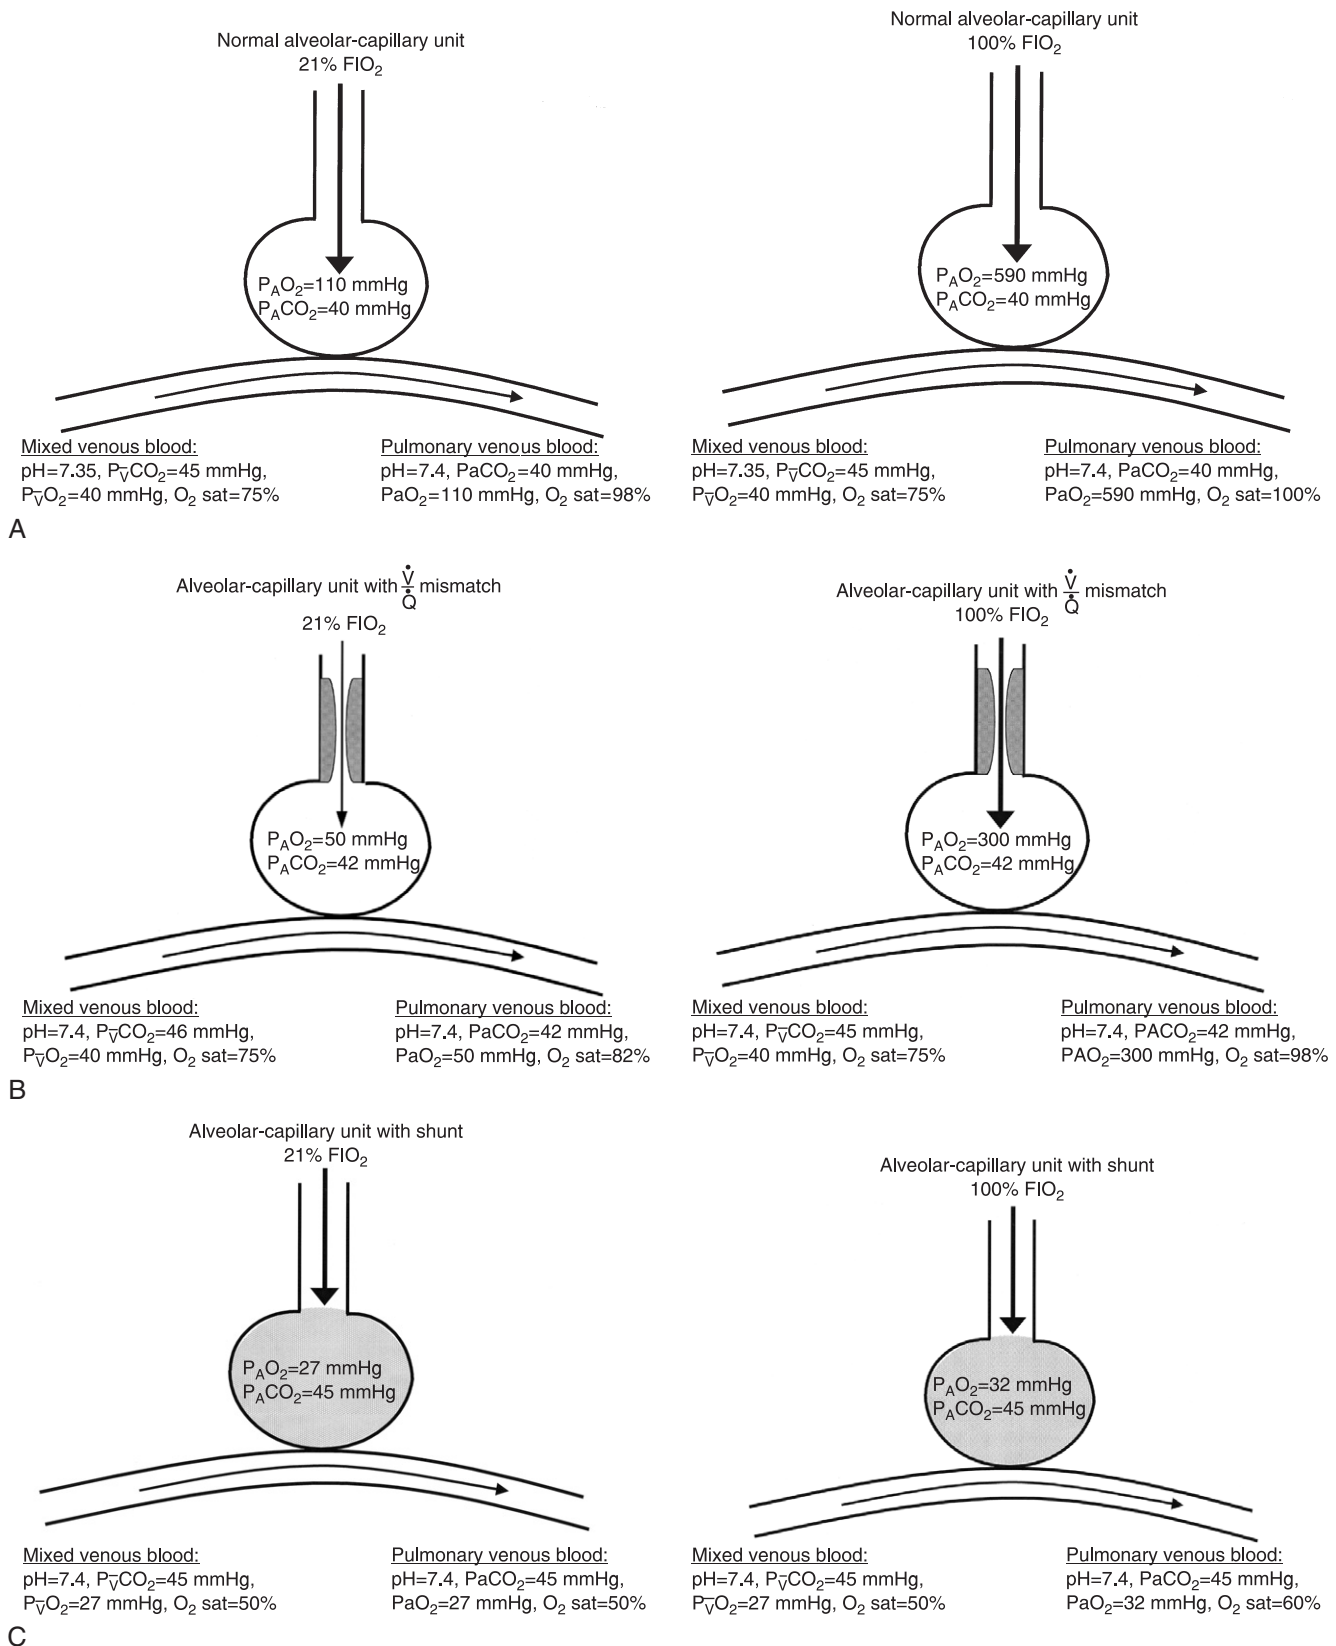 Normal alveolar-capillary unit
21% FIO₂
P_AO₂=110 mmHg
P_ACO₂=40 mmHg
Mixed venous blood:
pH=7.35, Pv̅CO₂=45 mmHg,
Pv̅O₂=40 mmHg, O₂ sat=75%
Pulmonary venous blood:
pH=7.4, PaCO₂=40 mmHg,
PaO₂=110 mmHg, O₂ sat=98%
Normal alveolar-capillary unit
100% FIO₂
P_AO₂=590 mmHg
P_ACO₂=40 mmHg
Mixed venous blood:
pH=7.35, Pv̅CO₂=45 mmHg,
Pv̅O₂=40 mmHg, O₂ sat=75%
Pulmonary venous blood:
pH=7.4, PaCO₂=40 mmHg,
PaO₂=590 mmHg, O₂ sat=100%
A
Alveolar-capillary unit with V̇/Q̇ mismatch
21% FIO₂
P_AO₂=50 mmHg
P_ACO₂=42 mmHg
Mixed venous blood:
pH=7.4, Pv̅CO₂=46 mmHg,
Pv̅O₂=40 mmHg, O₂ sat=75%
Pulmonary venous blood:
pH=7.4, PaCO₂=42 mmHg,
PaO₂=50 mmHg, O₂ sat=82%
Alveolar-capillary unit with V̇/Q̇ mismatch
100% FIO₂
P_AO₂=300 mmHg
P_ACO₂=42 mmHg
Mixed venous blood:
pH=7.4, Pv̅CO₂=45 mmHg,
Pv̅O₂=40 mmHg, O₂ sat=75%
Pulmonary venous blood:
pH=7.4, PACO₂=42 mmHg,
PAO₂=300 mmHg, O₂ sat=98%
B
Alveolar-capillary unit with shunt
21% FIO₂
P_AO₂=27 mmHg
P_ACO₂=45 mmHg
Mixed venous blood:
pH=7.4, Pv̅CO₂=45 mmHg,
Pv̅O₂=27 mmHg, O₂ sat=50%
Pulmonary venous blood:
pH=7.4, PaCO₂=45 mmHg,
PaO₂=27 mmHg, O₂ sat=50%
Alveolar-capillary unit with shunt
100% FIO₂
P_AO₂=32 mmHg
P_ACO₂=45 mmHg
Mixed venous blood:
pH=7.4, Pv̅CO₂=45 mmHg,
Pv̅O₂=27 mmHg, O₂ sat=50%
Pulmonary venous blood:
pH=7.4, PaCO₂=45 mmHg,
PaO₂=32 mmHg, O₂ sat=60%
C